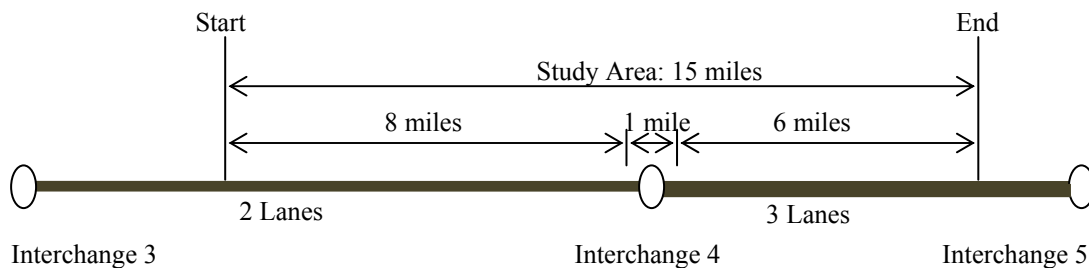 Start End
Study Area: 15 miles
8 miles 1 mile 6 miles
2 Lanes 3 Lanes
Interchange 3 Interchange 4 Interchange 5